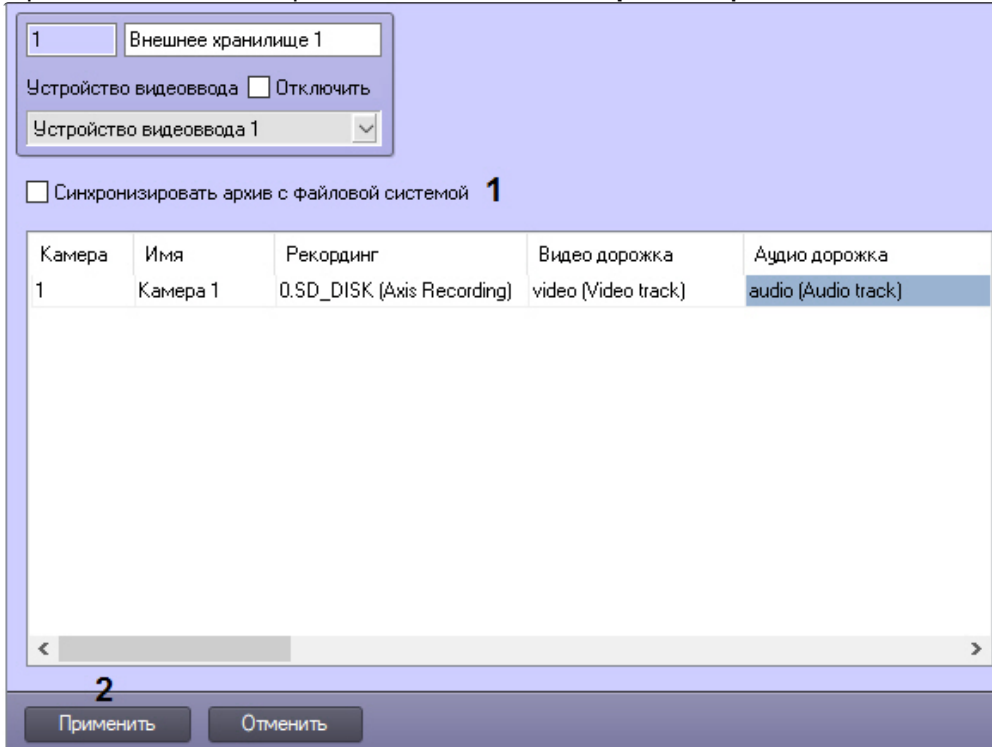 1 Внешнее хранилище 1
Устройство видеоввода Отключить
Устройство видеоввода 1
Синхронизировать архив с файловой системой 1
Камера Имя Рекординг Видео дорожка Аудио дорожка
1 Камера 1 0.SD_DISK (Axis Recording) video (Video track) audio (Audio track)
2
Применить Отменить